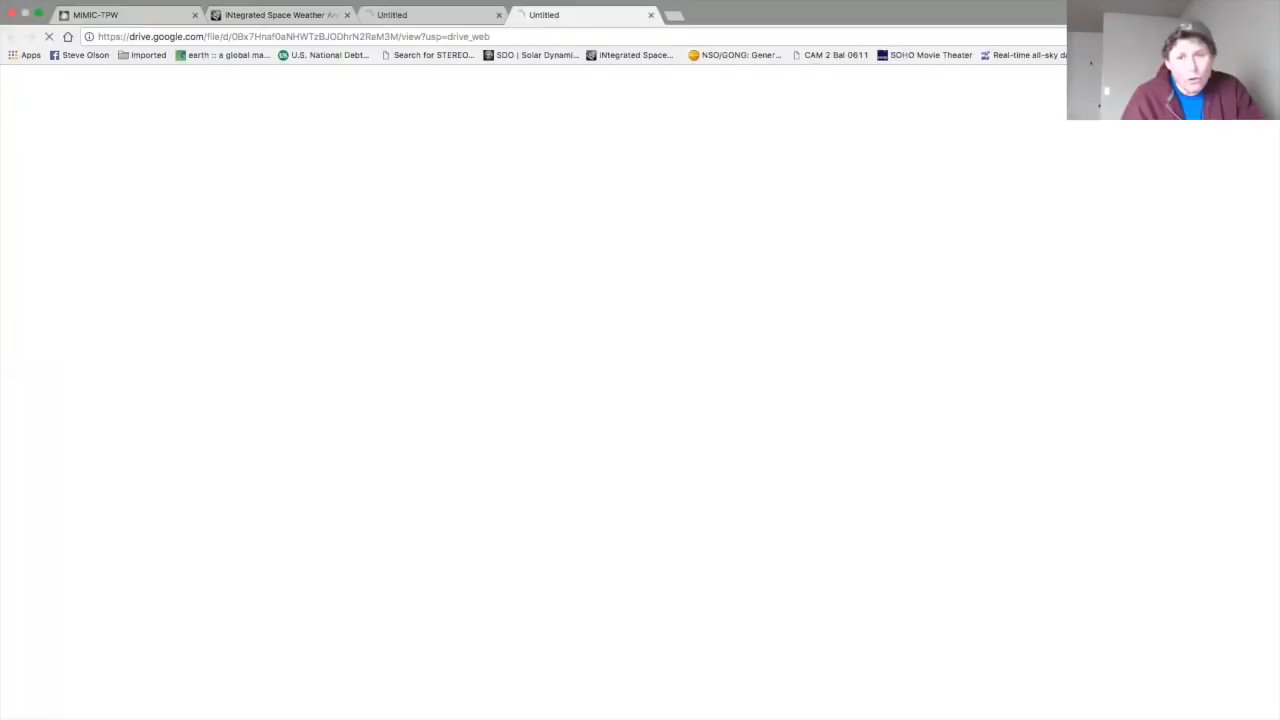 MIMIC-TPW
iNtegrated Space Weather An
Untitled
Untitled
https://drive.google.com/file/d/0Bx7Hnaf0aNHWTzBJODhrN2RaM3M/view?usp=drive_web
Apps
Steve Olson
Imported
earth :: a global ma...
U.S. National Debt...
Search for STEREO...
SDO | Solar Dynami...
iNtegrated Space...
NSO/GONG: Gener...
CAM 2 Bal 0611
SOHO Movie Theater
Real-time all-sky da